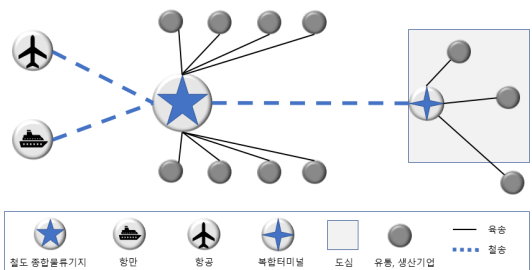 육송
철송
철도 종합물류기지
항만
항공
복합터미널
도심
유통, 생산기업